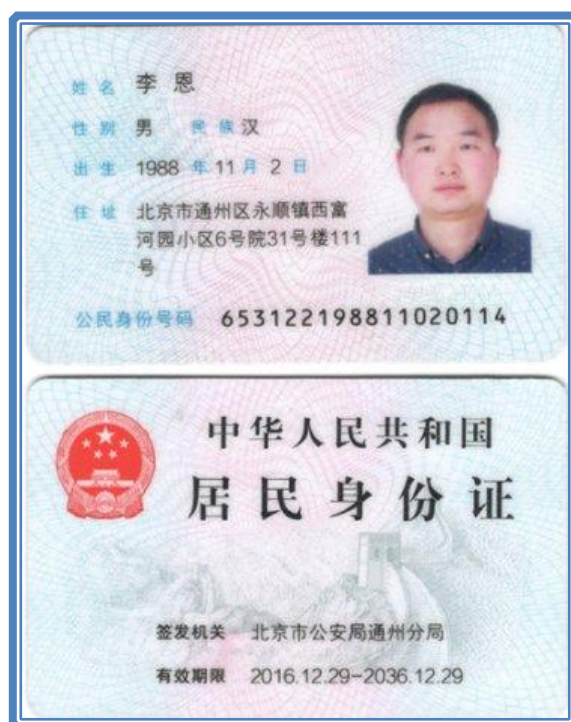 姓名 李恩
性别 男 民族 汉
出生 1988 年 11 月 2 日
住址 北京市通州区永顺镇西富
河园小区6号院31号楼111
号
公民身份号码 653122198811020114
中华人民共和国
居民身份证
签发机关 北京市公安局通州分局
有效期限 2016.12.29-2036.12.29